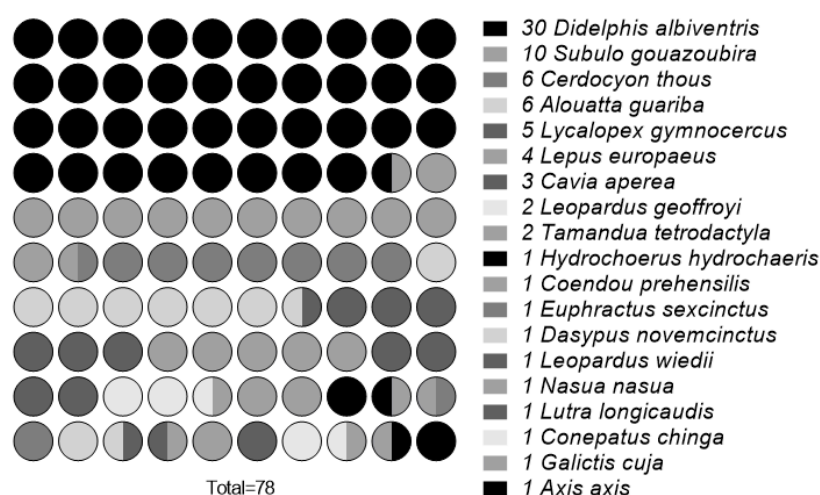 30 Didelphis albiventris
10 Subulo gouazoubira
6 Cerdocyon thous
6 Alouatta guariba
5 Lycalopex gymnocercus
4 Lepus europaeus
3 Cavia aperea
2 Leopardus geoffroyi
2 Tamandua tetrodactyla
1 Hydrochoerus hydrochaeris
1 Coendou prehensilis
1 Euphractus sexcinctus
1 Dasypus novemcinctus
1 Leopardus wiedii
1 Nasua nasua
1 Lutra longicaudis
1 Conepatus chinga
1 Galictis cuja
1 Axis axis
Total=78